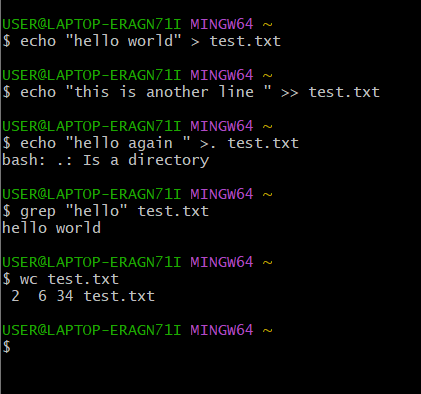 USER@LAPTOP-ERAGN71I MINGW64 ~
$ echo "hello world" > test.txt
USER@LAPTOP-ERAGN71I MINGW64 ~
$ echo "this is another line " >> test.txt
USER@LAPTOP-ERAGN71I MINGW64 ~
$ echo "hello again " >. test.txt
bash: .: Is a directory
USER@LAPTOP-ERAGN71I MINGW64 ~
$ grep "hello" test.txt
hello world
USER@LAPTOP-ERAGN71I MINGW64 ~
$ wc test.txt
 2  6 34 test.txt
USER@LAPTOP-ERAGN71I MINGW64 ~
$